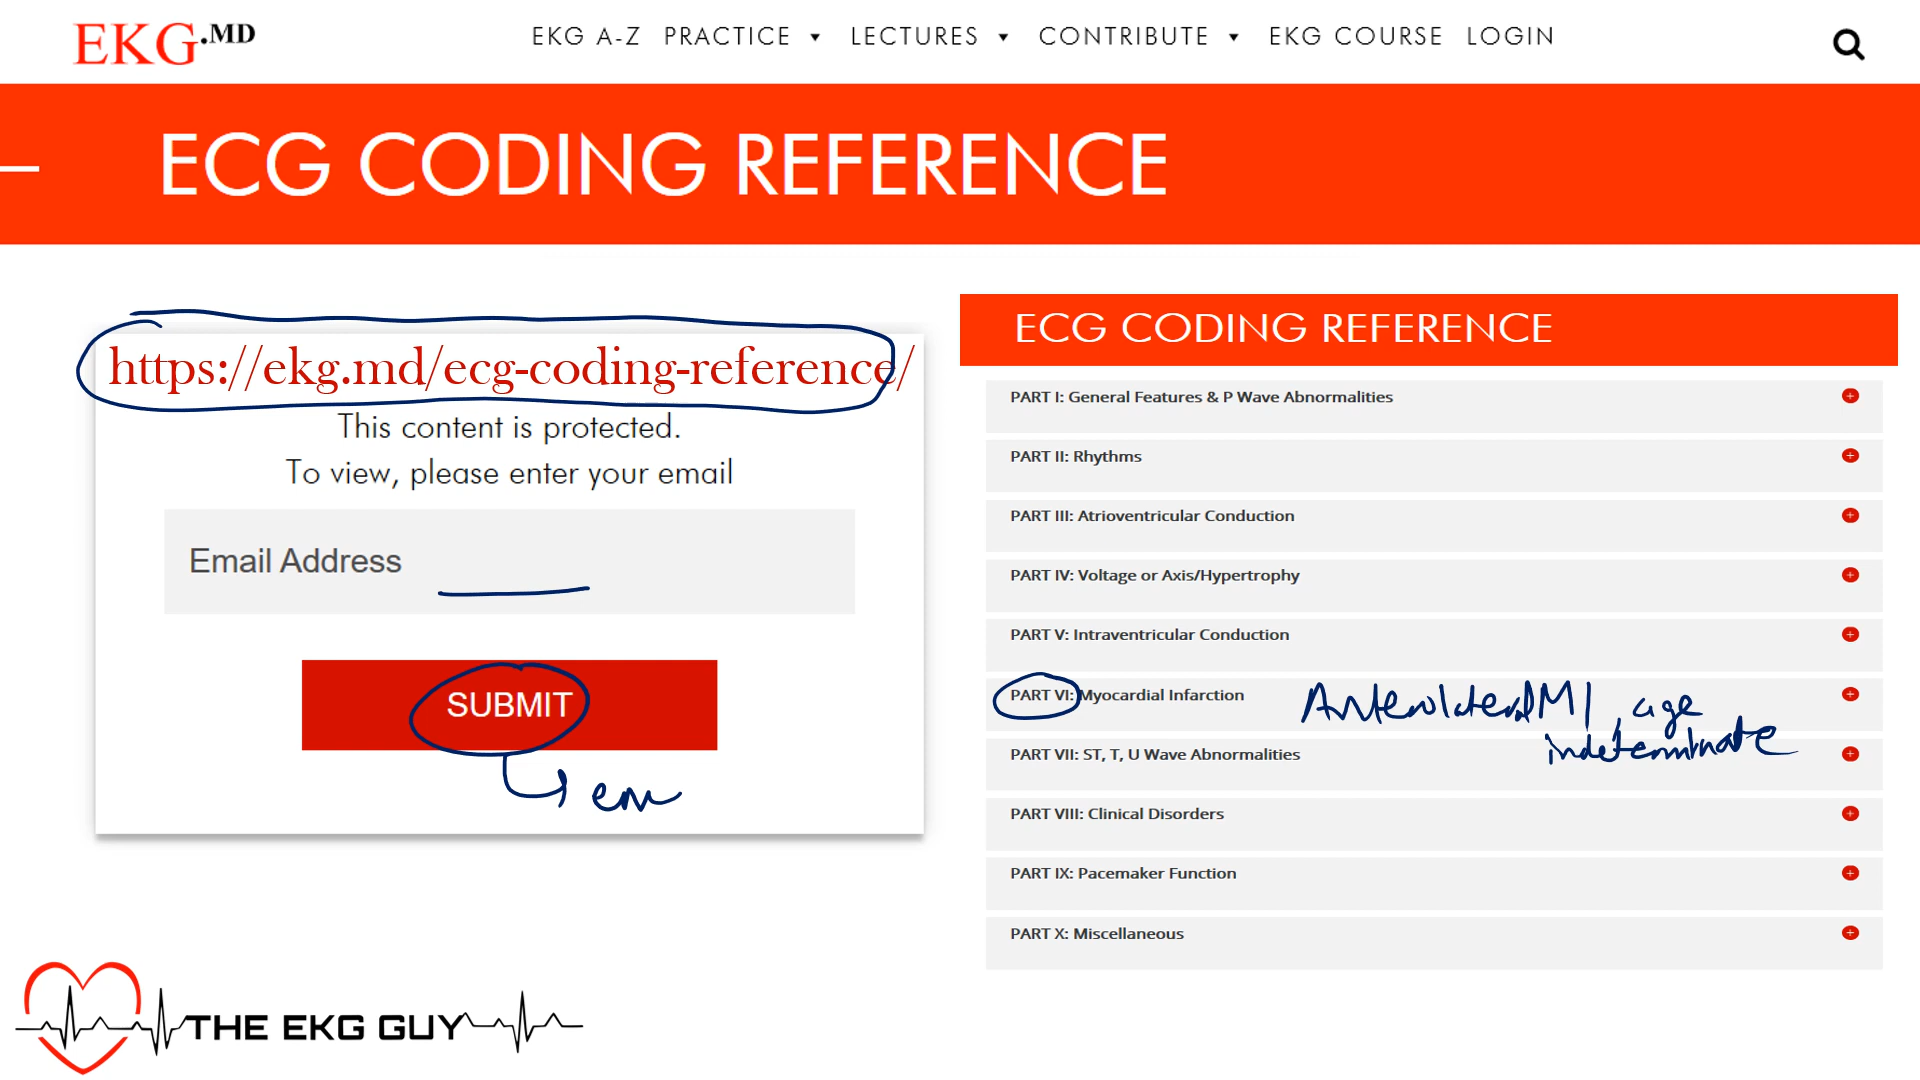 EKG.MD
EKG A-Z PRACTICE LECTURES CONTRIBUTE EKG COURSE LOGIN
ECG CODING REFERENCE
https://ekg.md/ecg-coding-reference/
This content is protected.
To view, please enter your email
Email Address
SUBMIT
em
ECG CODING REFERENCE
PART I: General Features & P Wave Abnormalities
PART II: Rhythms
PART III: Atrioventricular Conduction
PART IV: Voltage or Axis/Hypertrophy
PART V: Intraventricular Conduction
PART VI: Myocardial Infarction
Anterolateral MI, age
indeterminate
PART VII: ST, T, U Wave Abnormalities
PART VIII: Clinical Disorders
PART IX: Pacemaker Function
PART X: Miscellaneous
THE EKG GUY